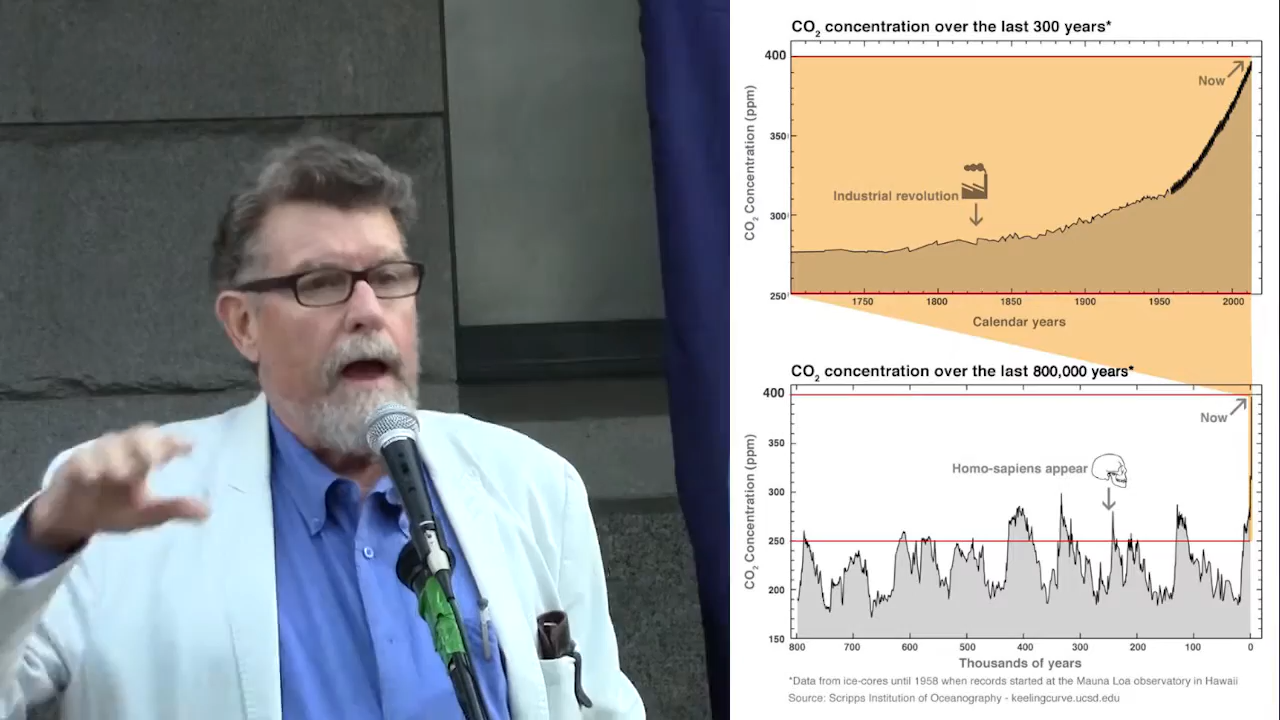 CO2 concentration over the last 300 years*
400
350
300
250
CO2 Concentration (ppm)
Now
Industrial revolution
1750 1800 1850 1900 1950 2000
Calendar years
CO2 concentration over the last 800,000 years*
400
350
300
250
200
150
CO2 Concentration (ppm)
Now
Homo-sapiens appear
800 700 600 500 400 300 200 100 0
Thousands of years
*Data from ice-cores until 1958 when records started at the Mauna Loa observatory in Hawaii
Source: Scripps Institution of Oceanography - keelingcurve.ucsd.edu